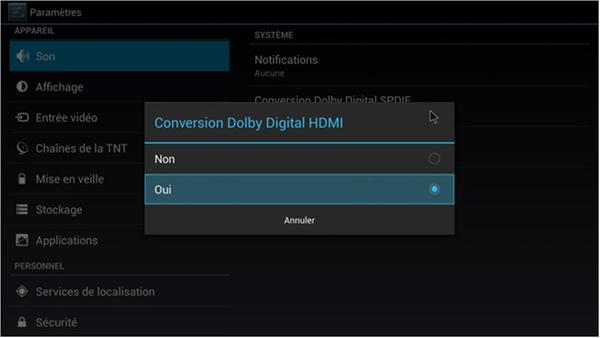 Paramètres
APPAREIL
Son
Affichage
Entrée vidéo
Chaînes de la TNT
Mise en veille
Stockage
Applications
PERSONNEL
Services de localisation
Sécurité
SYSTÈME
Notifications
Aucune
Conversion Dolby Digital SPDIF
Conversion Dolby Digital HDMI
Non
Oui
Annuler